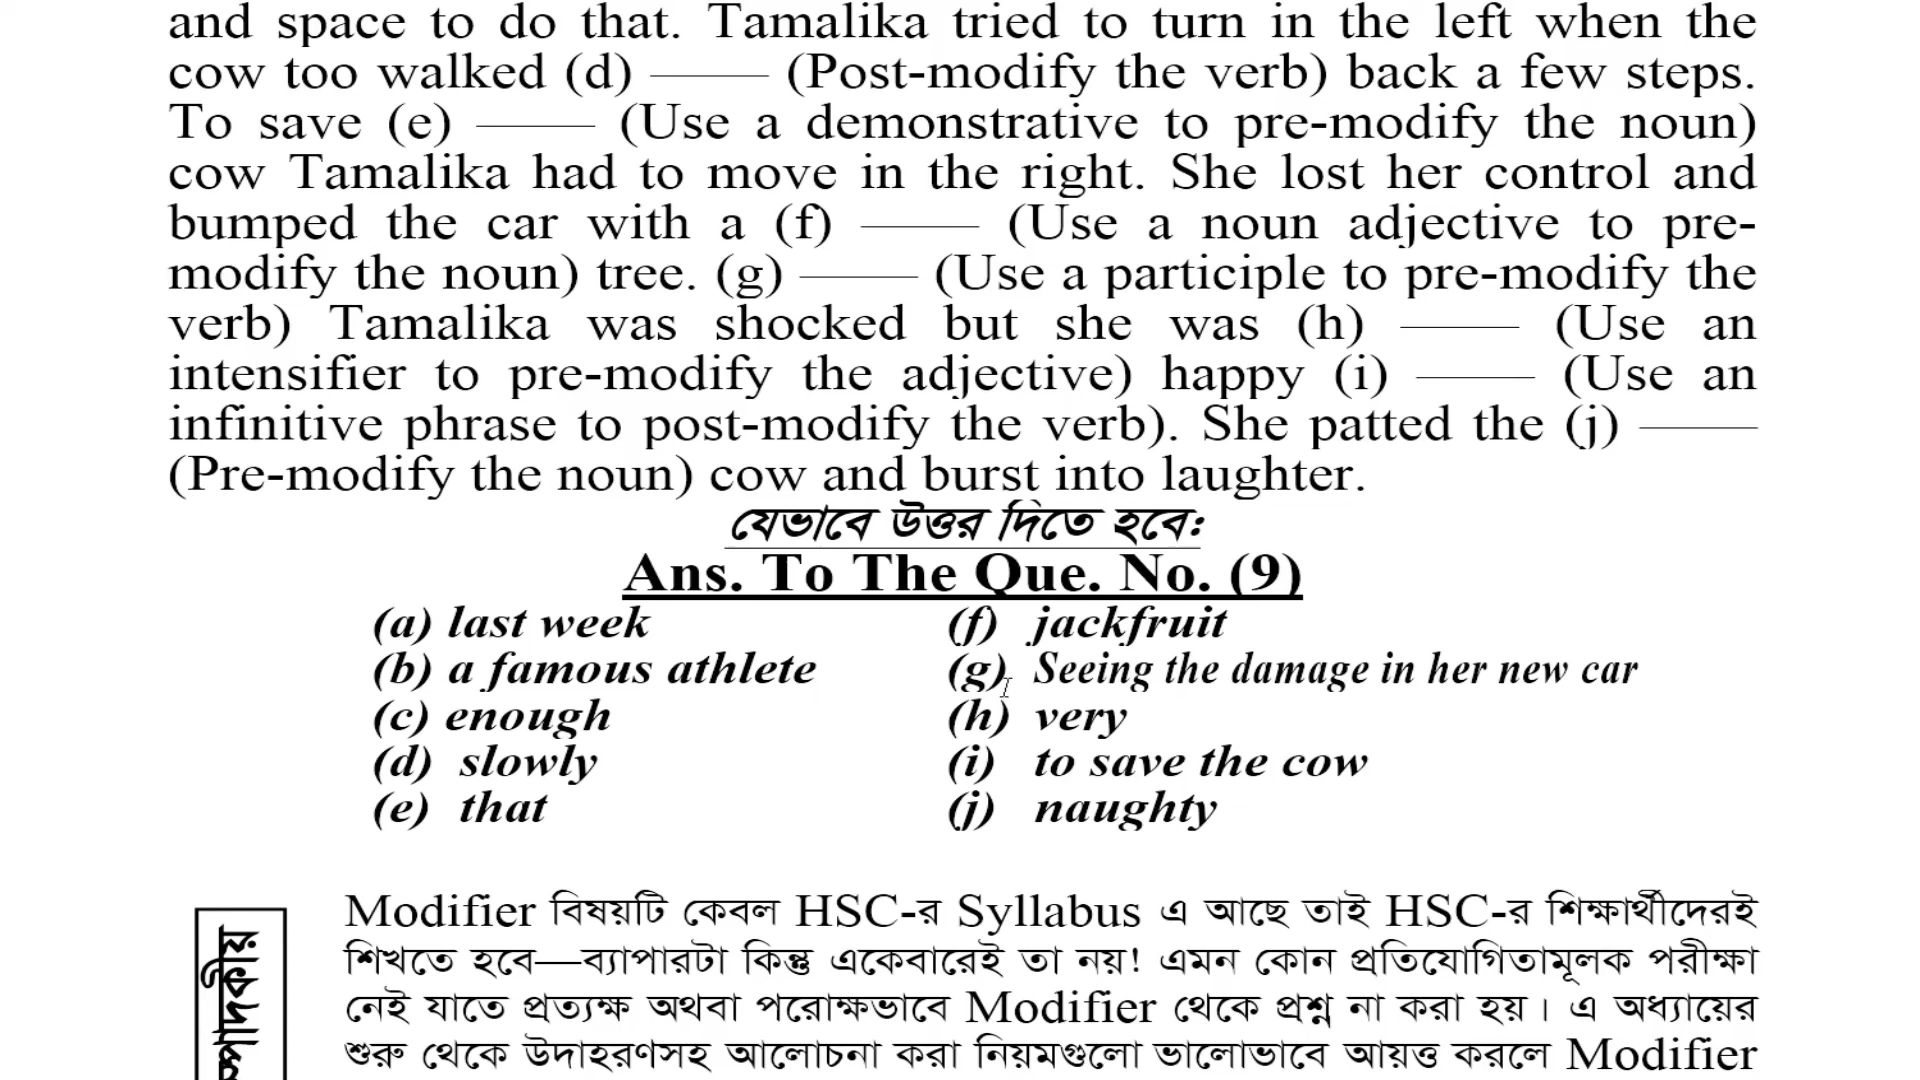 and space to do that. Tamalika tried to turn in the left when the
cow too walked (d) —— (Post-modify the verb) back a few steps.
To save (e) —— (Use a demonstrative to pre-modify the noun)
cow Tamalika had to move in the right. She lost her control and
bumped the car with a (f) —— (Use a noun adjective to pre-
modify the noun) tree. (g) —— (Use a participle to pre-modify the
verb) Tamalika was shocked but she was (h) —— (Use an
intensifier to pre-modify the adjective) happy (i) —— (Use an
infinitive phrase to post-modify the verb). She patted the (j) ——
(Pre-modify the noun) cow and burst into laughter.
যেভাবে উত্তর দিতে হবেঃ
Ans. To The Que. No. (9)
(a) last week (f) jackfruit
(b) a famous athlete (g) Seeing the damage in her new car
(c) enough (h) very
(d) slowly (i) to save the cow
(e) that (j) naughty
Modifier বিষয়টি কেবল HSC-র Syllabus এ আছে তাই HSC-র শিক্ষার্থীদেরই
শিখতে হবে—ব্যাপারটা কিন্তু একেবারেই তা নয়! এমন কোন প্রতিযোগিতামূলক পরীক্ষা
নেই যাতে প্রত্যক্ষ অথবা পরোক্ষভাবে Modifier থেকে প্রশ্ন না করা হয়। এ অধ্যায়ের
শুরু থেকে উদাহরণসহ আলোচনা করা নিয়মগুলো ভালোভাবে আয়ত্ত করলে Modifier